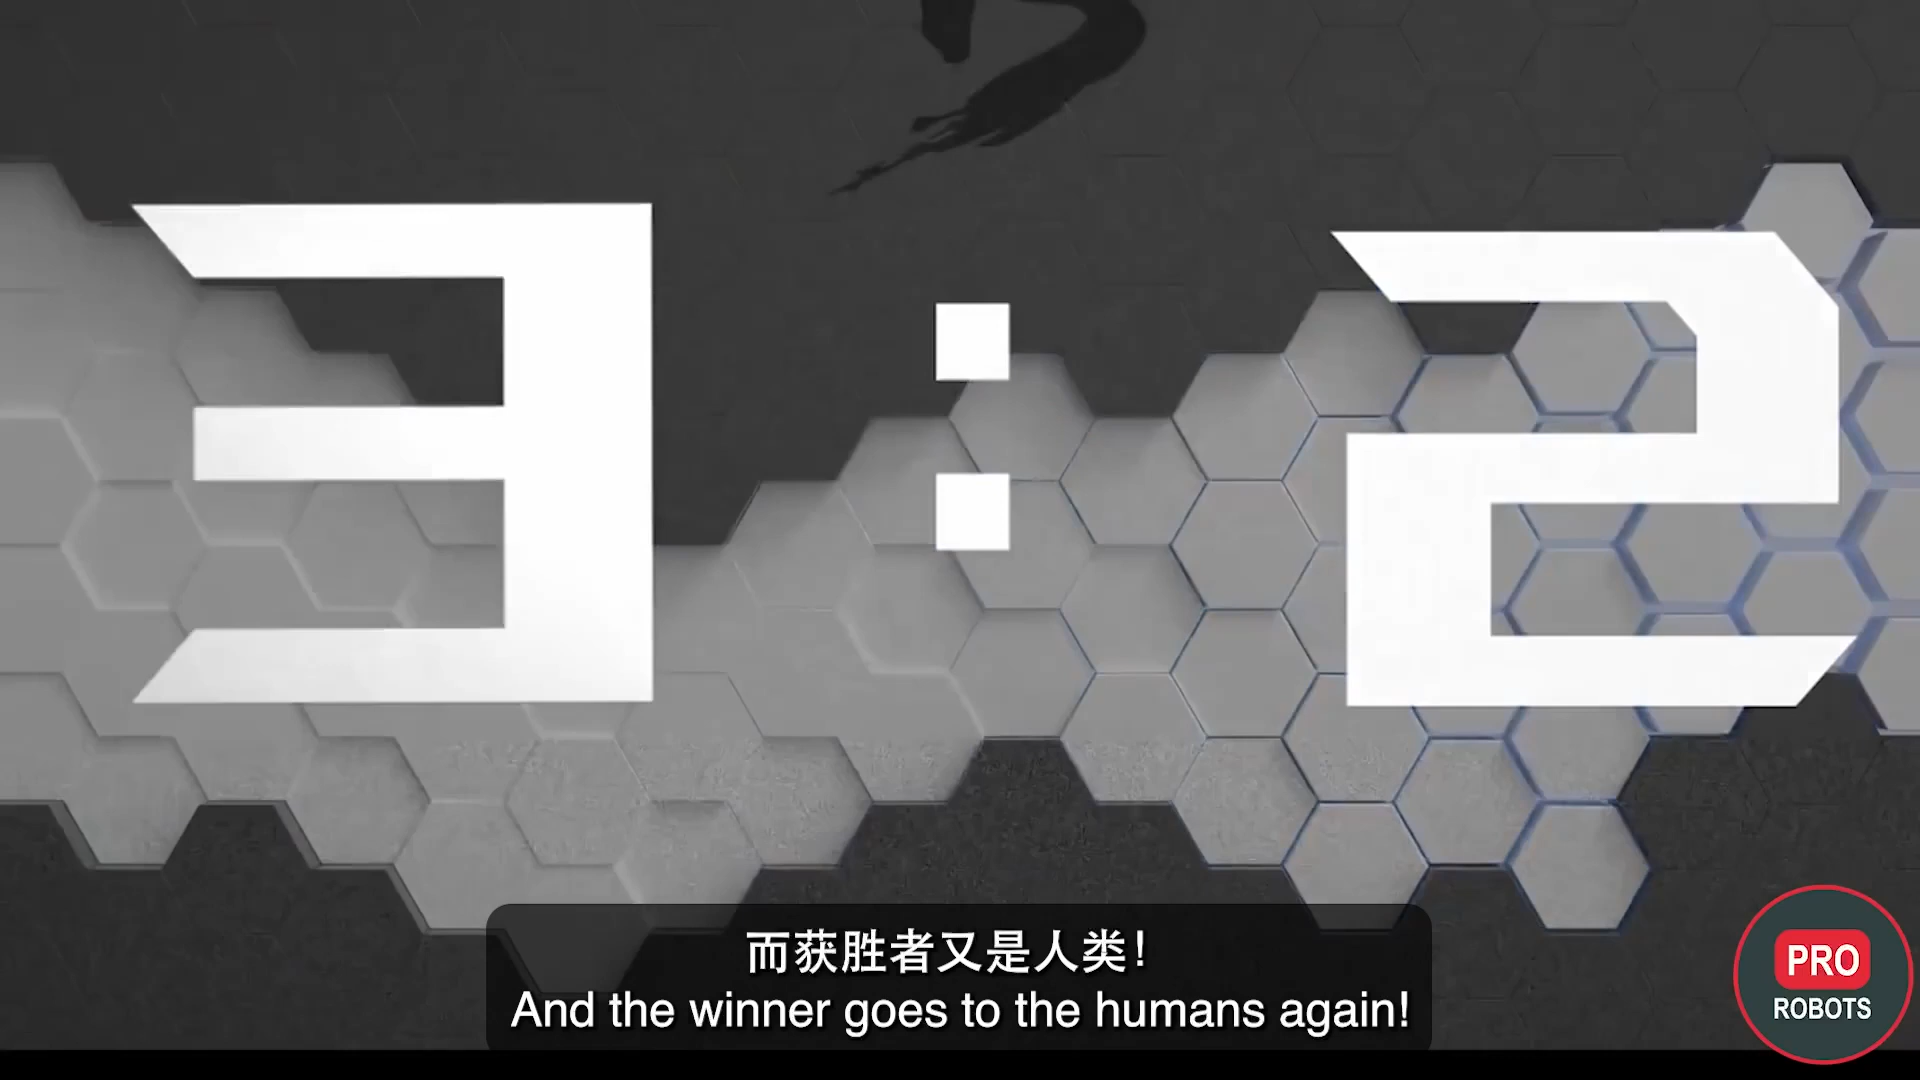 3:2
而获胜者又是人类！
And the winner goes to the humans again!
PRO
ROBOTS